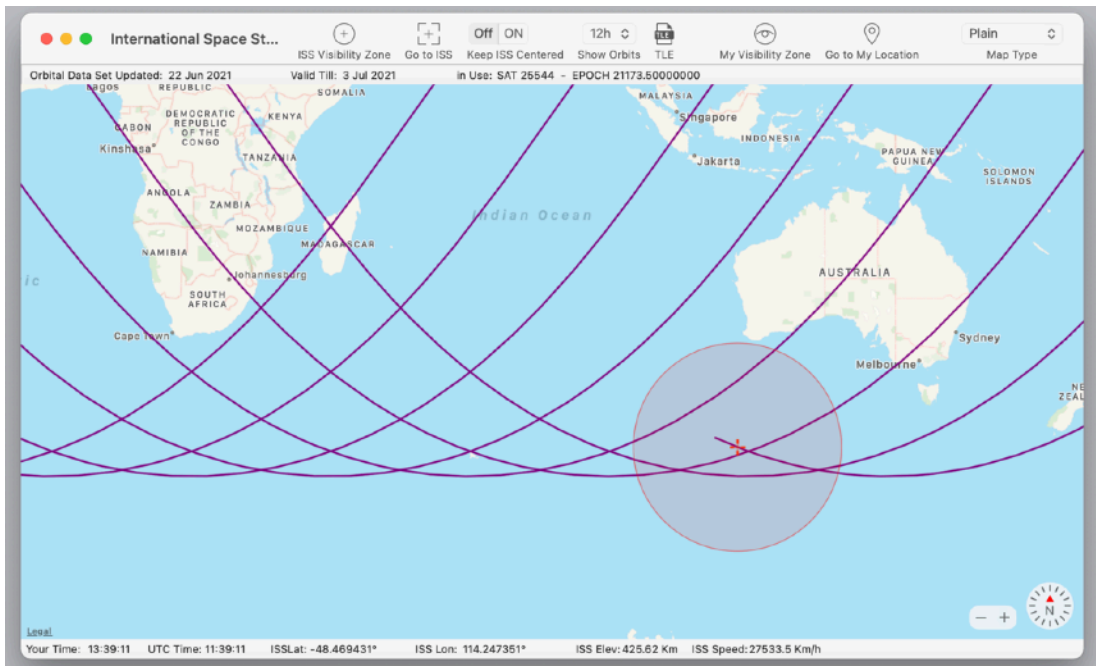 International Space St...
Off ON
12h
TLE
Plain
ISS Visibility Zone
Go to ISS
Keep ISS Centered
Show Orbits
TLE
My Visibility Zone
Go to My Location
Map Type
Orbital Data Set Updated: 22 Jun 2021
Valid Till: 3 Jul 2021
in Use: SAT 25544 - EPOCH 21173.50000000
Lagos
REPUBLIC
SOMALIA
MALAYSIA
DEMOCRATIC
REPUBLIC
OF THE
CONGO
GABON
KENYA
Singapore
INDONESIA
Kinshasa
TANZANIA
Jakarta
PAPUA NEW
GUINEA
SOLOMON
ISLANDS
ANGOLA
ZAMBIA
Indian Ocean
MOZAMBIQUE
MADAGASCAR
NAMIBIA
ic
Johannesburg
AUSTRALIA
SOUTH
AFRICA
Cape Town
Sydney
Melbourne
NE
ZEAL
N
Legal
Your Time: 13:39:11
UTC Time: 11:39:11
ISSLat: -48.469431°
ISS Lon: 114.247351°
ISS Elev: 425.62 Km
ISS Speed: 27533.5 Km/h